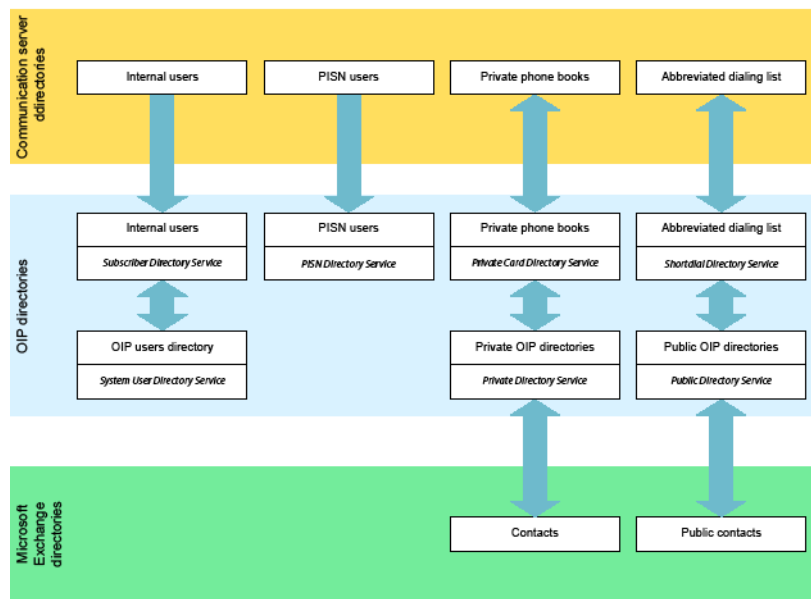 Communication server
ddirectories
Internal users
PISN users
Private phone books
Abbreviated dialing list
OIP directories
Internal users
PISN users
Private phone books
Abbreviated dialing list
Subscriber Directory Service
PISN Directory Service
Private Card Directory Service
Shortdial Directory Service
OIP users directory
Private OIP directories
Public OIP directories
System User Directory Service
Private Directory Service
Public Directory Service
Microsoft
Exchange
directories
Contacts
Public contacts